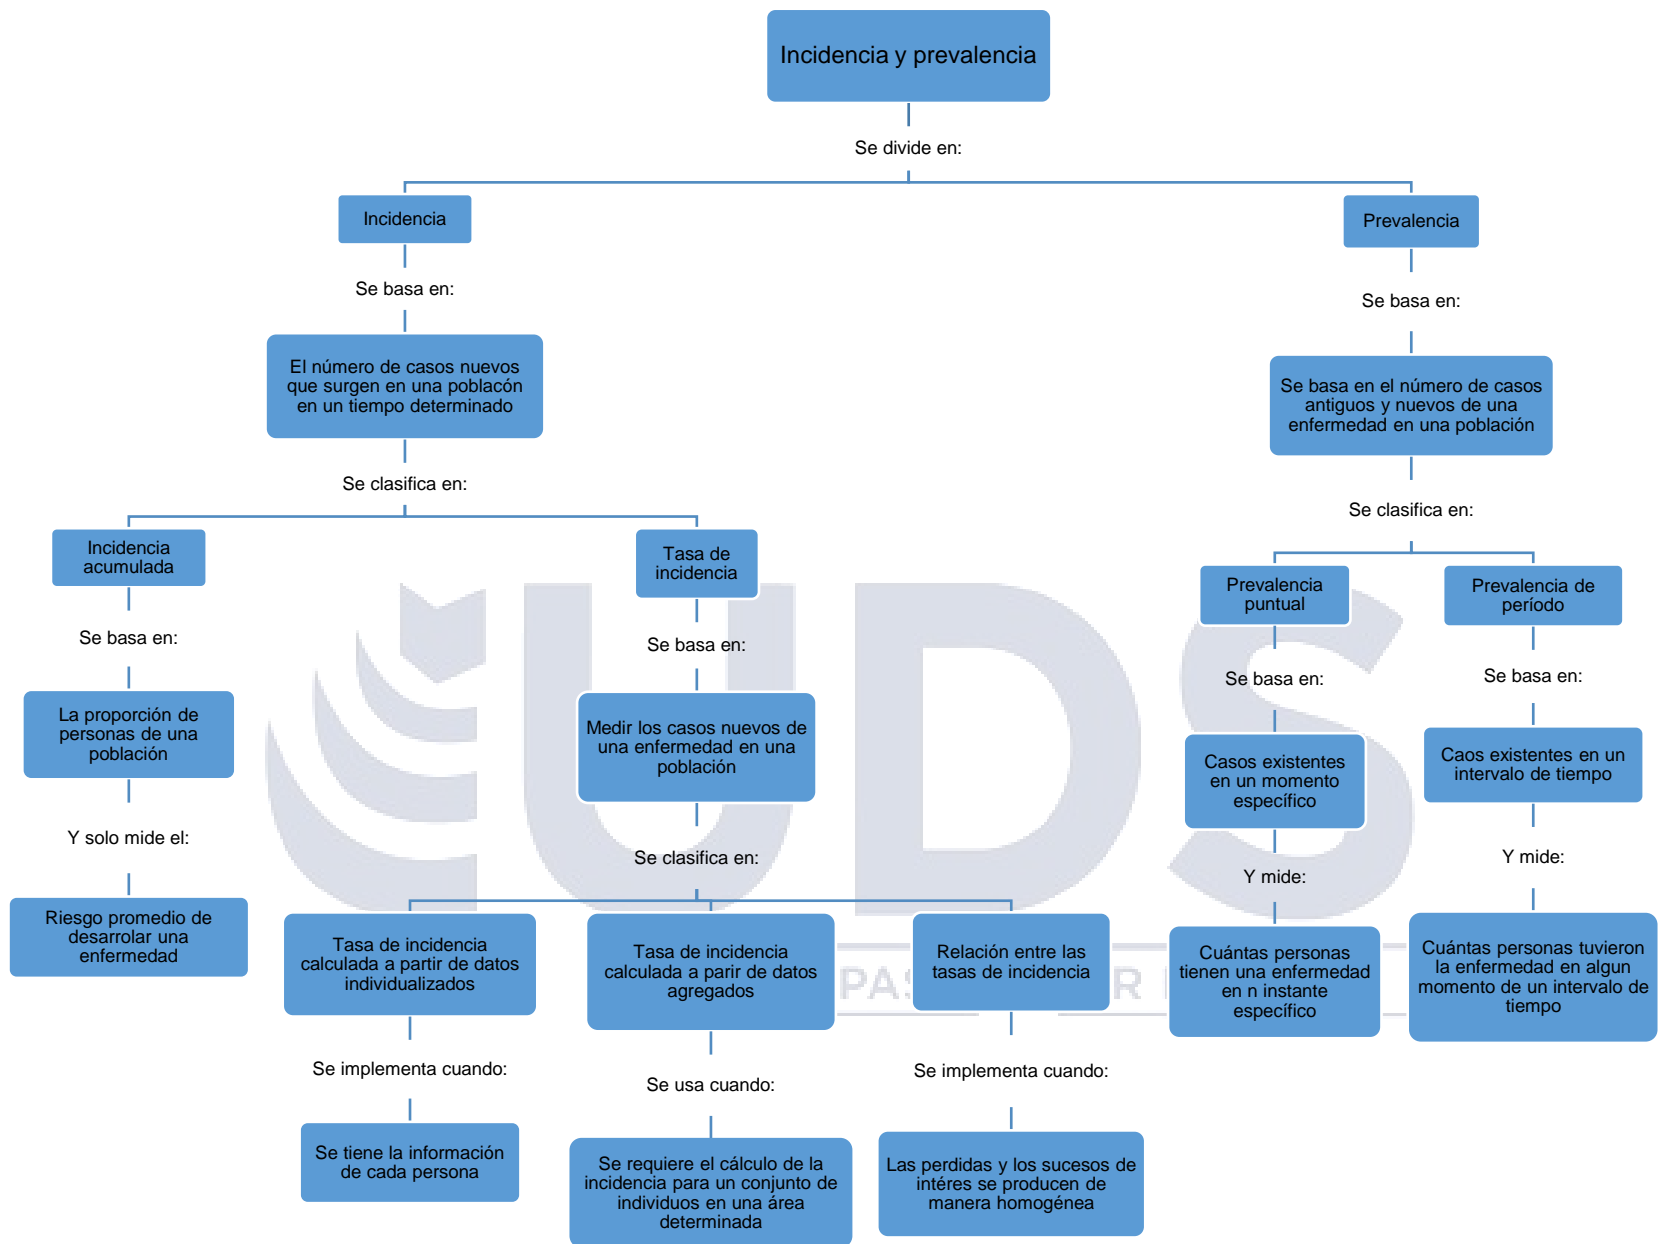 Incidencia y prevalencia
Se divide en:
Incidencia
Prevalencia
Se basa en:
Se basa en:
El número de casos nuevos
que surgen en una poblacón
en un tiempo determinado
Se basa en el número de casos
antiguos y nuevos de una
enfermedad en una población
Se clasifica en:
Se clasifica en:
Incidencia
acumulada
Tasa de
incidencia
Prevalencia
puntual
Prevalencia de
período
Se basa en:
Se basa en:
Se basa en:
Se basa en:
La proporción de
personas de una
población
Medir los casos nuevos de
una enfermedad en una
población
Casos existentes
en un momento
específico
Caos existentes en un
intervalo de tiempo
Y solo mide el:
Se clasifica en:
Y mide:
Y mide:
Riesgo promedio de
desarrolar una
enfermedad
Tasa de incidencia
calculada a partir de datos
individualizados
Tasa de incidencia
calculada a parir de datos
agregados
Relación entre las
tasas de incidencia
Cuántas personas
tienen una enfermedad
en n instante
específico
Cuántas personas tuvieron
la enfermedad en algun
momento de un intervalo de
tiempo
Se implementa cuando:
Se usa cuando:
Se implementa cuando:
Se tiene la información
de cada persona
Se requiere el cálculo de la
incidencia para un conjunto de
individuos en una área
determinada
Las perdidas y los sucesos de
intéres se producen de
manera homogénea
UDS